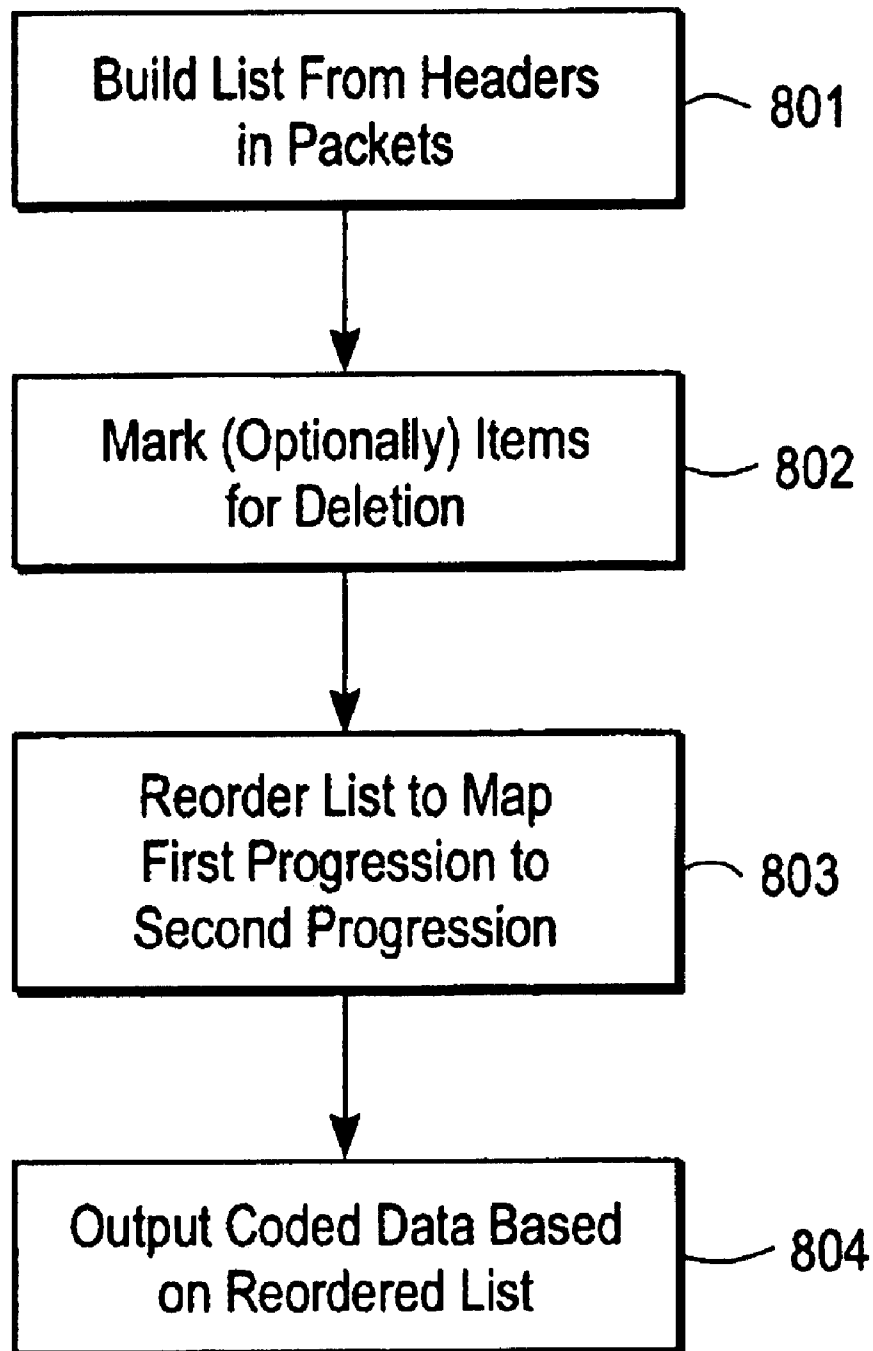 Build List From Headers
in Packets
801
Mark (Optionally) Items
for Deletion
802
Reorder List to Map
First Progression to
Second Progression
803
Output Coded Data Based
on Reordered List
804